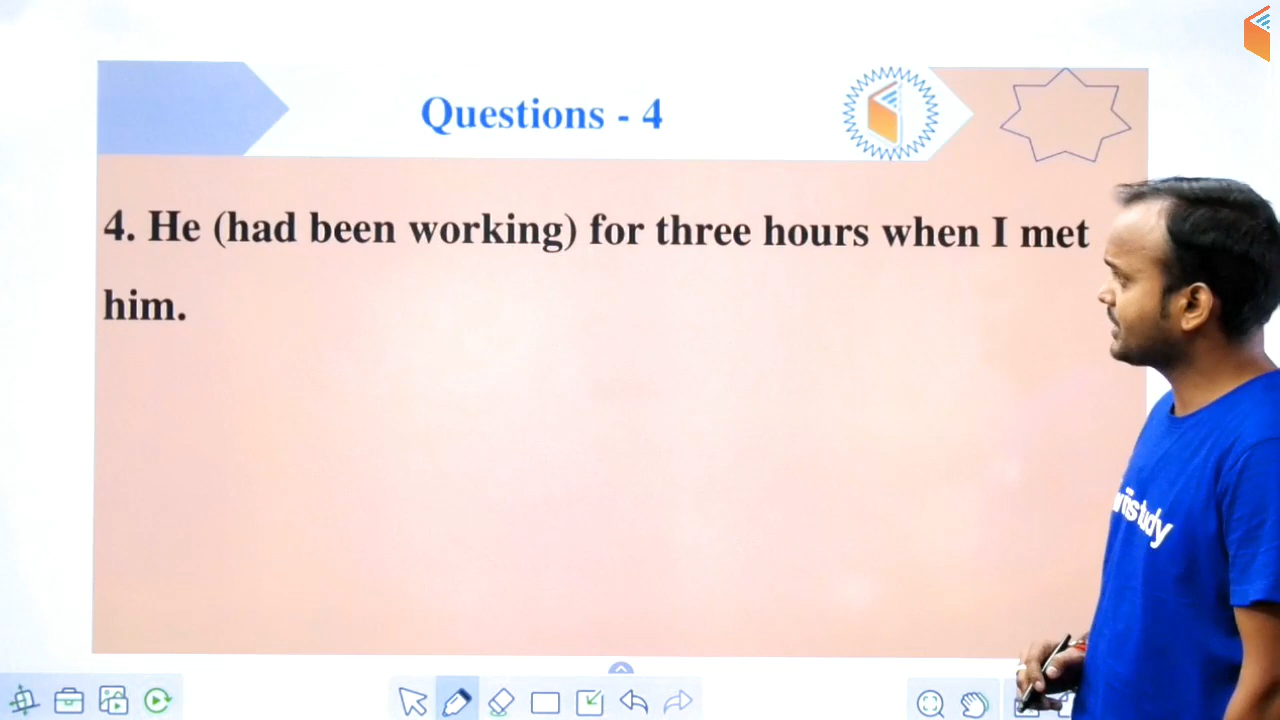 Questions - 4
4. He (had been working) for three hours when I met
him.